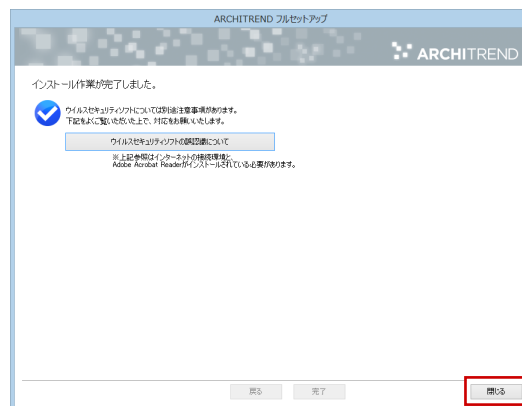 ARCHITREND フルセットアップ
ARCHITREND
インストール作業が完了しました。
ウイルスセキュリティソフトについては別途注意事項があります。
下記をよくご覧いただいた上で、対応をお願いいたします。
ウイルスセキュリティソフトの誤認識について
※上記参照はインターネットの接続環境と、
Adobe Acrobat Readerがインストールされている必要があります。
戻る
完了
閉じる